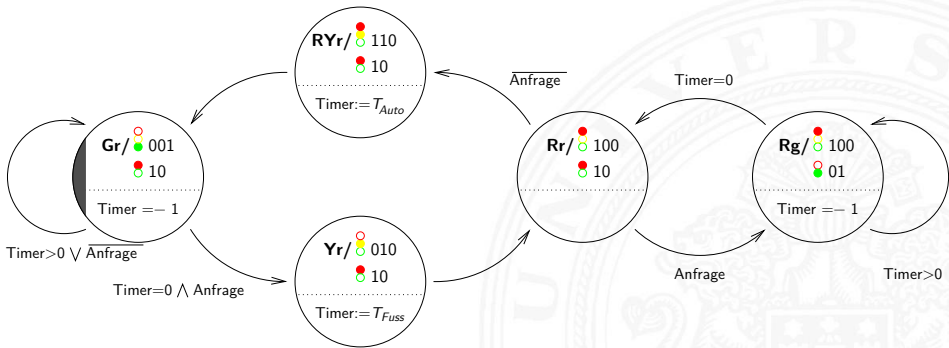 RYr/ 110
10
Timer:= T_Auto
Anfrage
Timer=0
Gr/ 001
10
Timer =− 1
Rr/ 100
10
Rg/ 100
01
Timer =− 1
Timer>0 ⋁ Anfrage
Timer=0 ⋀ Anfrage
Yr/ 010
10
Timer:= T_Fuss
Anfrage
Timer>0
UNIVERS